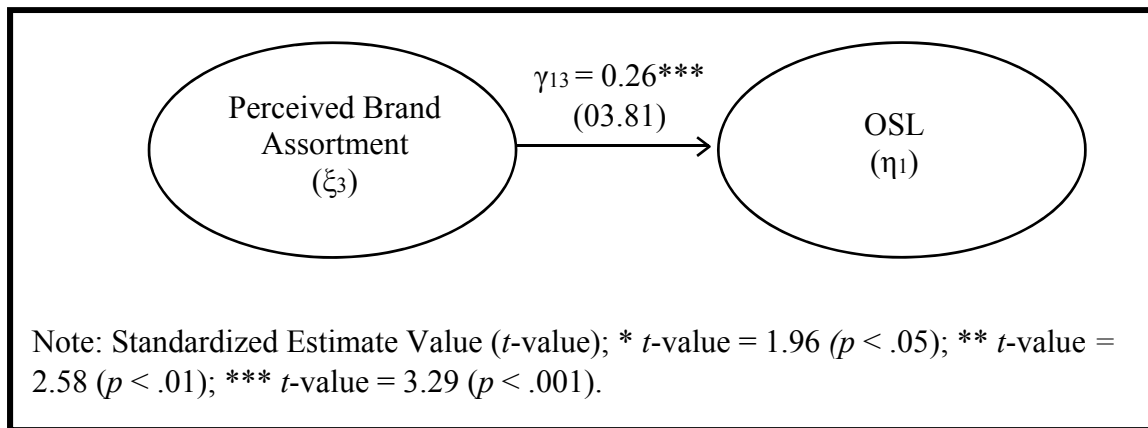 γ13 = 0.26***
(03.81)
Perceived Brand
Assortment
(ξ3)
OSL
(η1)
Note: Standardized Estimate Value (t-value); * t-value = 1.96 (p < .05); ** t-value =
2.58 (p < .01); *** t-value = 3.29 (p < .001).